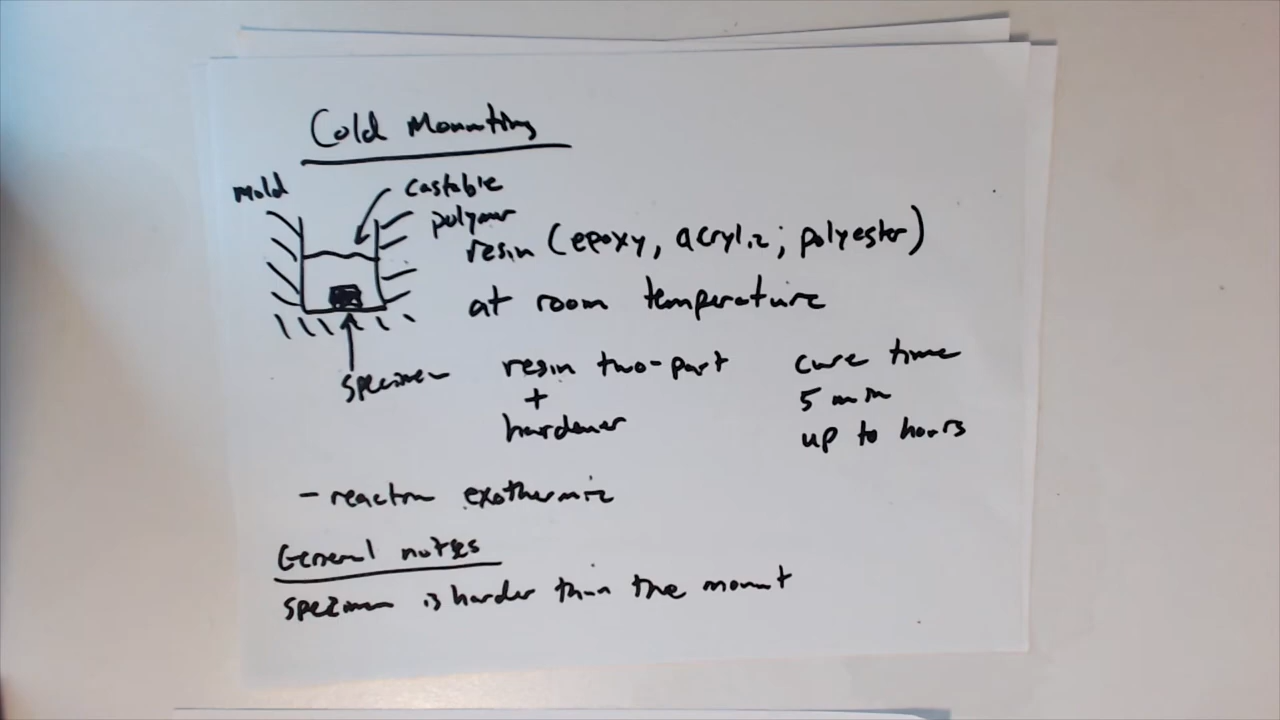 Cold Mounting
mold
castable
polymer
resin (epoxy, acrylic, polyester)
at room temperature
specimen
resin two-part
+
hardener
cure time
5 min
up to hours
- reaction exothermic
General notes
specimen is harder than the mount